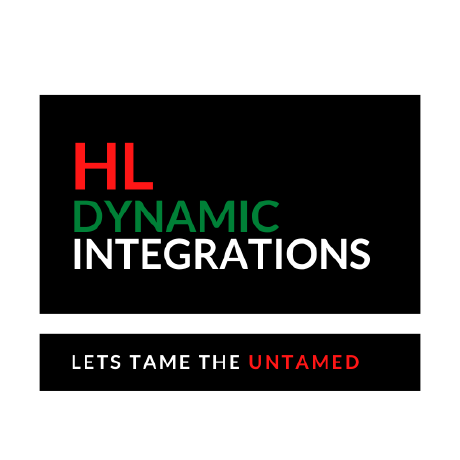 HL
DYNAMIC
INTEGRATIONS
LETS TAME THE UNTAMED